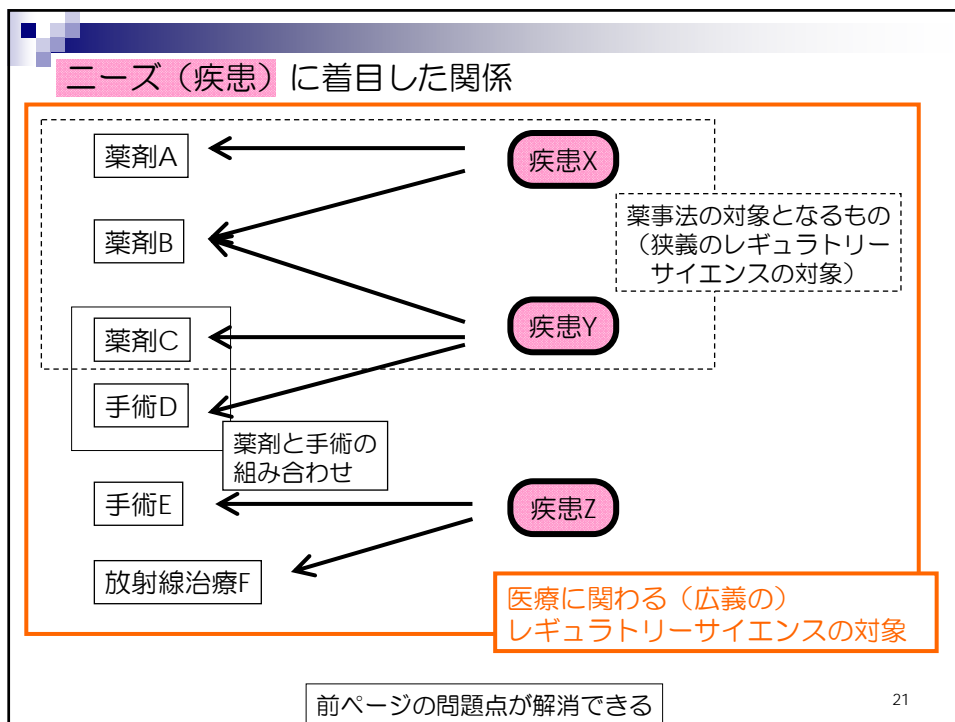 ニーズ（疾患）に着目した関係
薬剤A
疾患X
薬事法の対象となるもの
（狭義のレギュラトリー
サイエンスの対象）
薬剤B
薬剤C
疾患Y
手術D
薬剤と手術の
組み合わせ
手術E
疾患Z
放射線治療F
医療に関わる（広義の）
レギュラトリーサイエンスの対象
前ページの問題点が解消できる
21